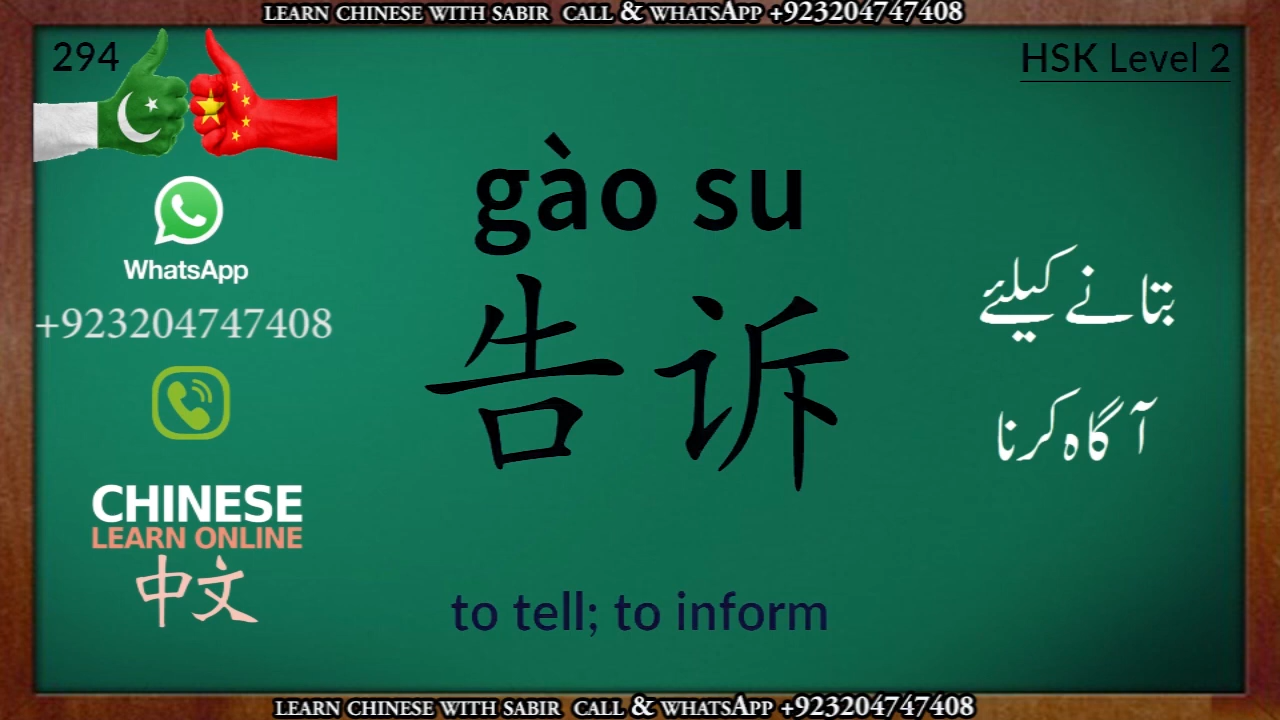 LEARN CHINESE WITH SABIR CALL & WHATSAPP +923204747408
294
HSK Level 2
gào su
WhatsApp
告诉
بتانے کیلئے
+923204747408
آگاہ کرنا
CHINESE
LEARN ONLINE
中文
to tell; to inform
LEARN CHINESE WITH SABIR CALL & WHATSAPP +923204747408